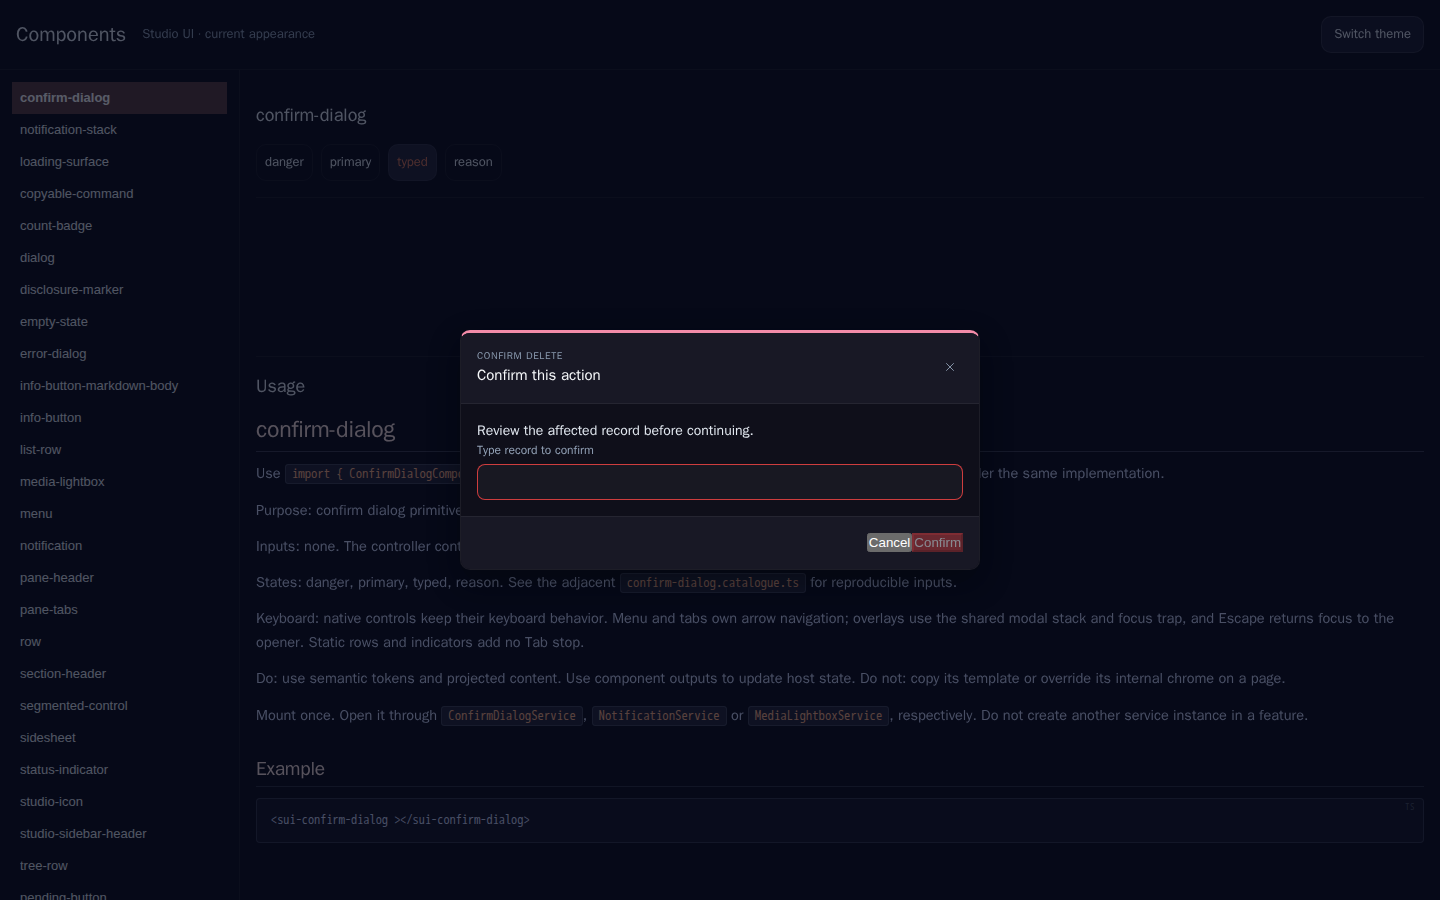 Components
Studio UI · current appearance
Switch theme
confirm-dialog
notification-stack
loading-surface
copyable-command
count-badge
dialog
disclosure-marker
empty-state
error-dialog
info-button-markdown-body
info-button
list-row
media-lightbox
menu
notification
pane-header
pane-tabs
row
section-header
segmented-control
sidesheet
status-indicator
studio-icon
studio-sidebar-header
tree-row
pending-button
confirm-dialog
danger
primary
typed
reason
CONFIRM DELETE
Confirm this action
Review the affected record before continuing.
Type record to confirm
Cancel
Confirm
Usage
confirm-dialog
Use import { ConfirmDialogComp er the same implementation.
Purpose: confirm dialog primitive
Inputs: none. The controller cont
States: danger, primary, typed, reason. See the adjacent confirm-dialog.catalogue.ts for reproducible inputs.
Keyboard: native controls keep their keyboard behavior. Menu and tabs own arrow navigation; overlays use the shared modal stack and focus trap, and Escape returns focus to the
opener. Static rows and indicators add no Tab stop.
Do: use semantic tokens and projected content. Use component outputs to update host state. Do not: copy its template or override its internal chrome on a page.
Mount once. Open it through ConfirmDialogService, NotificationService or MediaLightboxService, respectively. Do not create another service instance in a feature.
Example
TS
<sui-confirm-dialog ></sui-confirm-dialog>